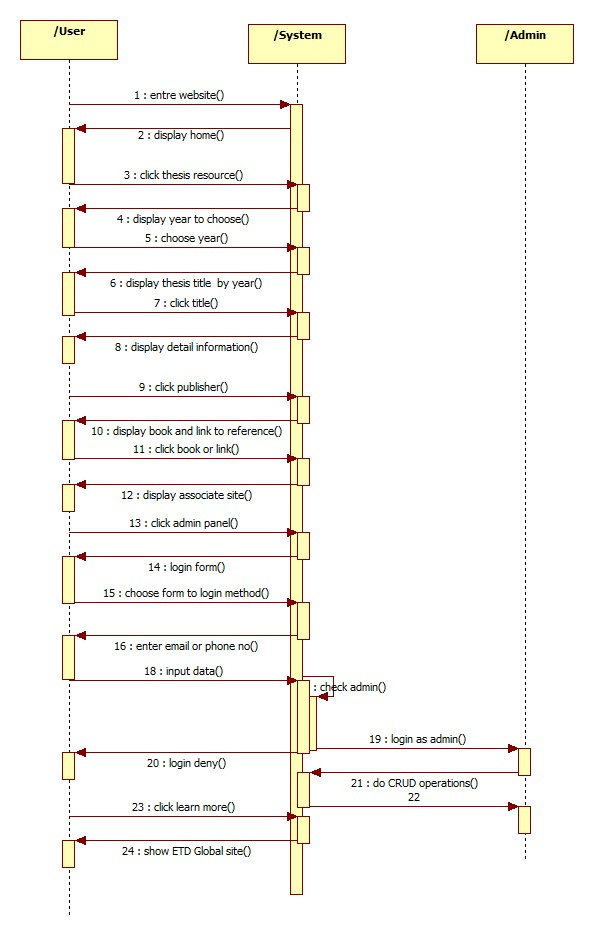 /User
/System
/Admin
1 : entre website()
2 : display home()
3 : click thesis resource()
4 : display year to choose()
5 : choose year()
6 : display thesis title  by year()
7 : click title()
8 : display detail information()
9 : click publisher()
10 : display book and link to reference()
11 : click book or link()
12 : display associate site()
13 : click admin panel()
14 : login form()
15 : choose form to login method()
16 : enter email or phone no()
18 : input data()
: check admin()
19 : login as admin()
20 : login deny()
21 : do CRUD operations()
22
23 : click learn more()
24 : show ETD Global site()